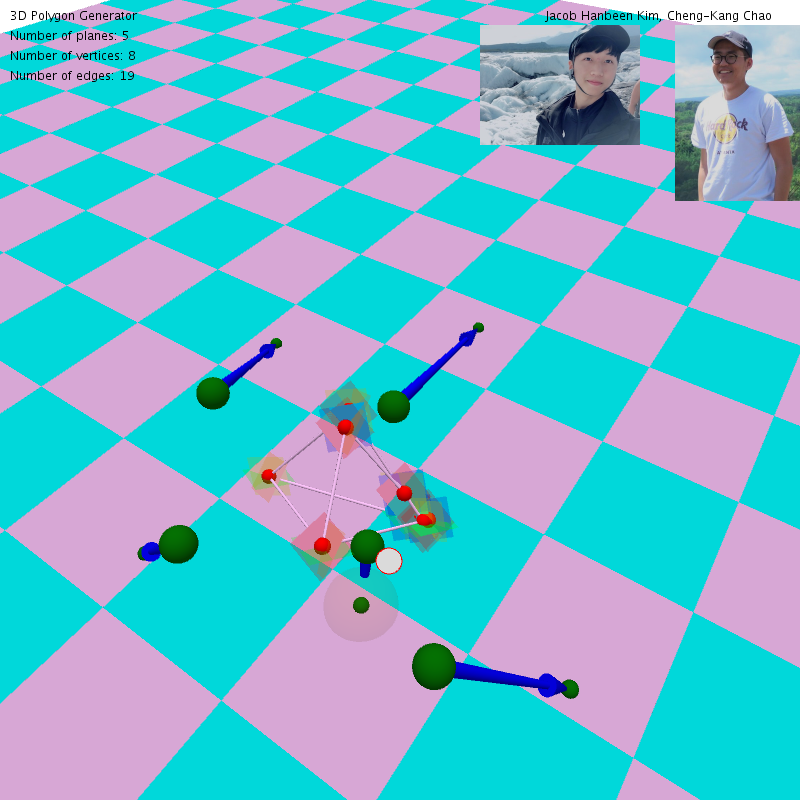 3D Polygon Generator
Jacob Hanbeen Kim, Cheng-Kang Chao
Number of planes: 5
Number of vertices: 8
Number of edges: 19